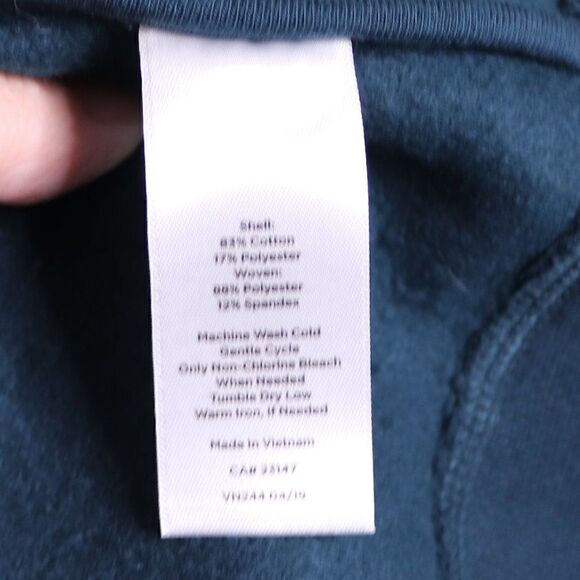 Shell:
83% Cotton
17% Polyester
Woven:
88% Polyester
12% Spandex
Machine Wash Cold
Gentle Cycle
Only Non-Chlorine Bleach
When Needed
Tumble Dry Low
Warm Iron, If Needed
Made in Vietnam
CA# 23147
VN244 04/19